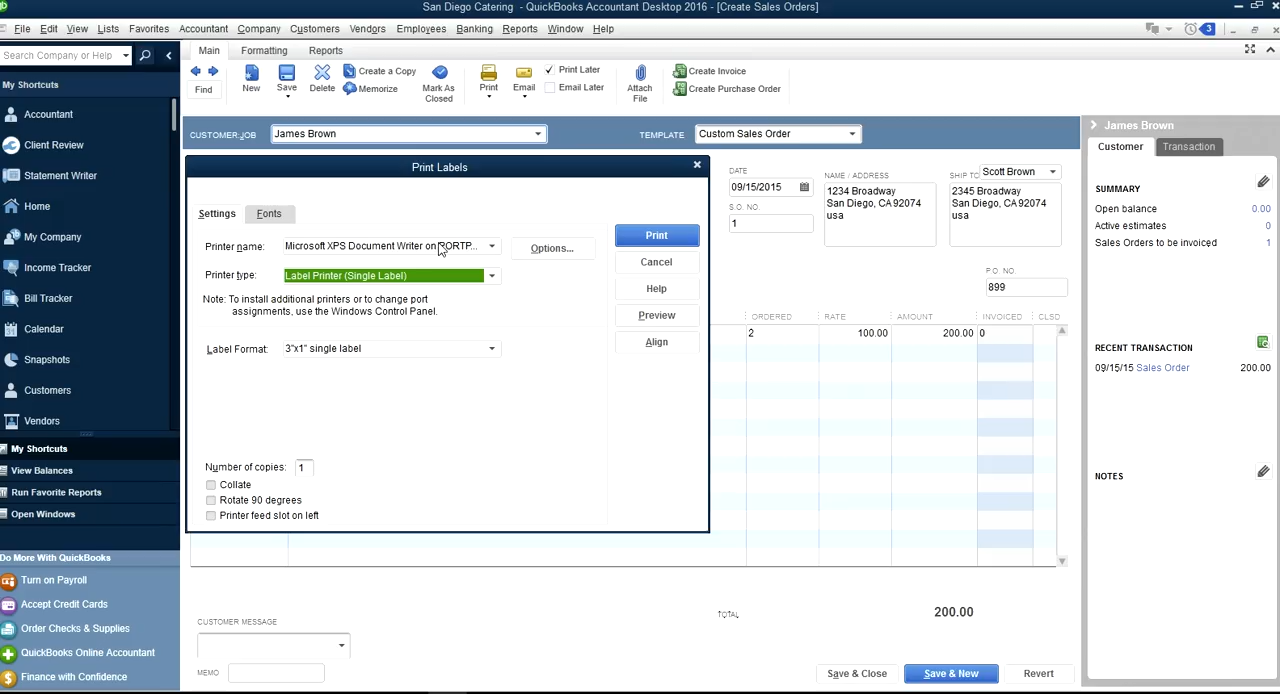 San Diego Catering - QuickBooks Accountant Desktop 2016 - [Create Sales Orders]
File Edit View Lists Favorites Accountant Company Customers Vendors Employees Banking Reports Window Help
3
Search Company or Help
Main Formatting Reports
My Shortcuts
Accountant
Client Review
Statement Writer
Home
My Company
Income Tracker
Bill Tracker
Calendar
Snapshots
Customers
Vendors
My Shortcuts
View Balances
Run Favorite Reports
Open Windows
Do More With QuickBooks
Turn on Payroll
Accept Credit Cards
Order Checks & Supplies
QuickBooks Online Accountant
Finance with Confidence
Find
New
Save
Delete
Create a Copy
Memorize
Mark As
Closed
Print
Email
Print Later
Email Later
Attach
File
Create Invoice
Create Purchase Order
CUSTOMER:JOB James Brown TEMPLATE Custom Sales Order
Print Labels
Settings Fonts
Printer name: Microsoft XPS Document Writer on PORTP... Options...
Printer type: Label Printer (Single Label)
Note: To install additional printers or to change port
assignments, use the Windows Control Panel.
Label Format: 3"x1" single label
Number of copies: 1
Collate
Rotate 90 degrees
Printer feed slot on left
Print
Cancel
Help
Preview
Align
DATE
09/15/2015
S.O. NO.
1
NAME / ADDRESS
1234 Broadway
San Diego, CA 92074
usa
SHIP TO Scott Brown
2345 Broadway
San Diego, CA 92074
usa
P.O. NO.
899
ORDERED RATE AMOUNT INVOICED CLSD
2 100.00 200.00 0
TOTAL 200.00
CUSTOMER MESSAGE
MEMO
Save & Close Save & New Revert
James Brown
Customer Transaction
SUMMARY
Open balance 0.00
Active estimates 0
Sales Orders to be invoiced 1
RECENT TRANSACTION
09/15/15 Sales Order 200.00
NOTES